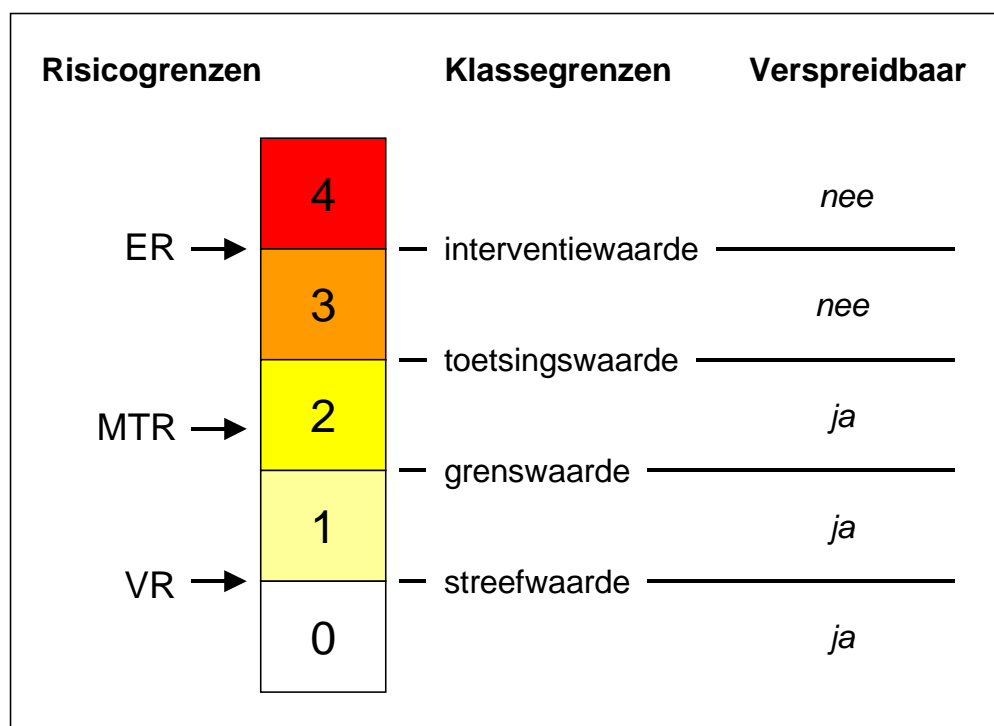 Risicogrenzen Klassegrenzen Verspreidbaar
4 nee
ER interventiewaarde
3 nee
toetsingswaarde
MTR 2 ja
grenswaarde
1 ja
VR streefwaarde
0 ja